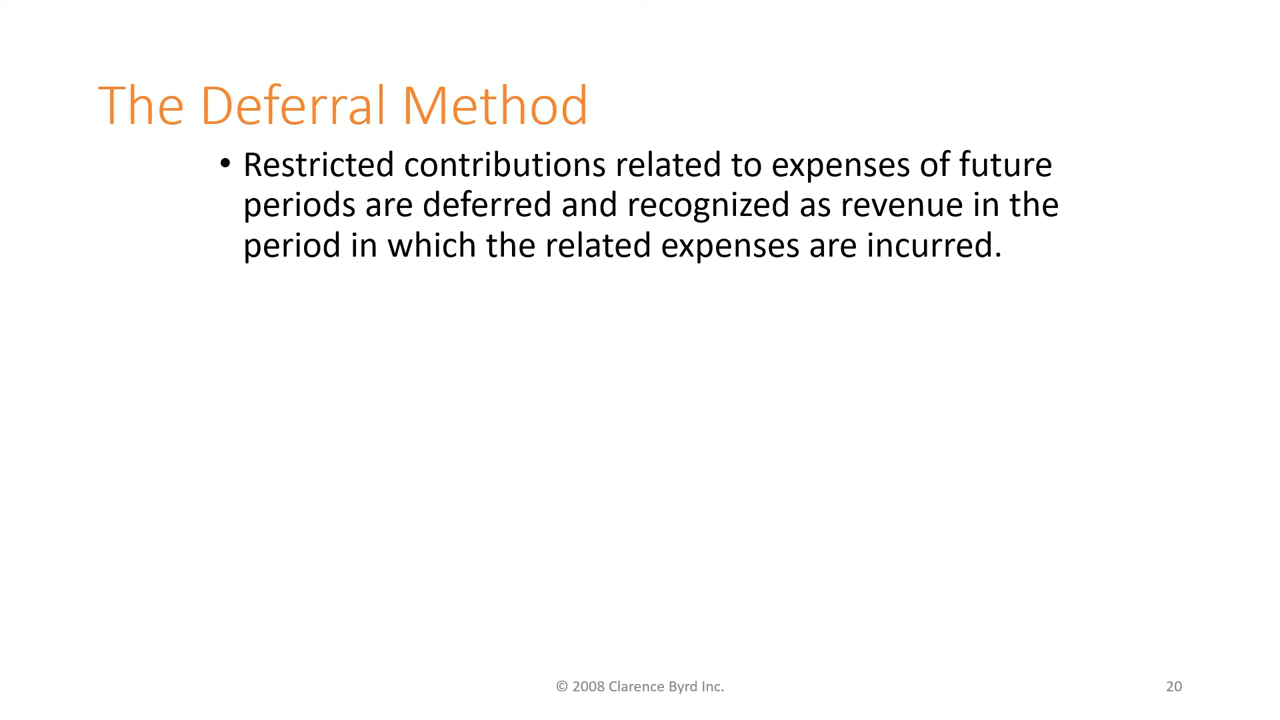 The Deferral Method
• Restricted contributions related to expenses of future
periods are deferred and recognized as revenue in the
period in which the related expenses are incurred.
© 2008 Clarence Byrd Inc.
20